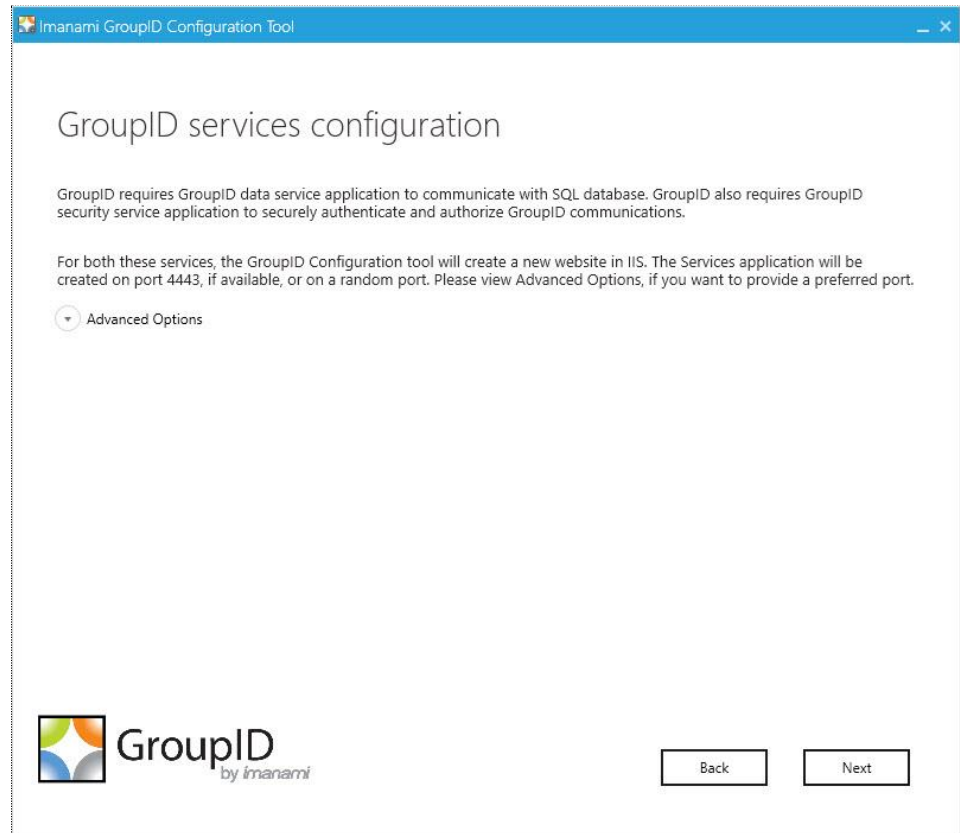 Imanami GroupID Configuration Tool
GroupID services configuration
GroupID requires GroupID data service application to communicate with SQL database. GroupID also requires GroupID
security service application to securely authenticate and authorize GroupID communications.
For both these services, the GroupID Configuration tool will create a new website in IIS. The Services application will be
created on port 4443, if available, or on a random port. Please view Advanced Options, if you want to provide a preferred port.
Advanced Options
GroupID
by imanami
Back
Next